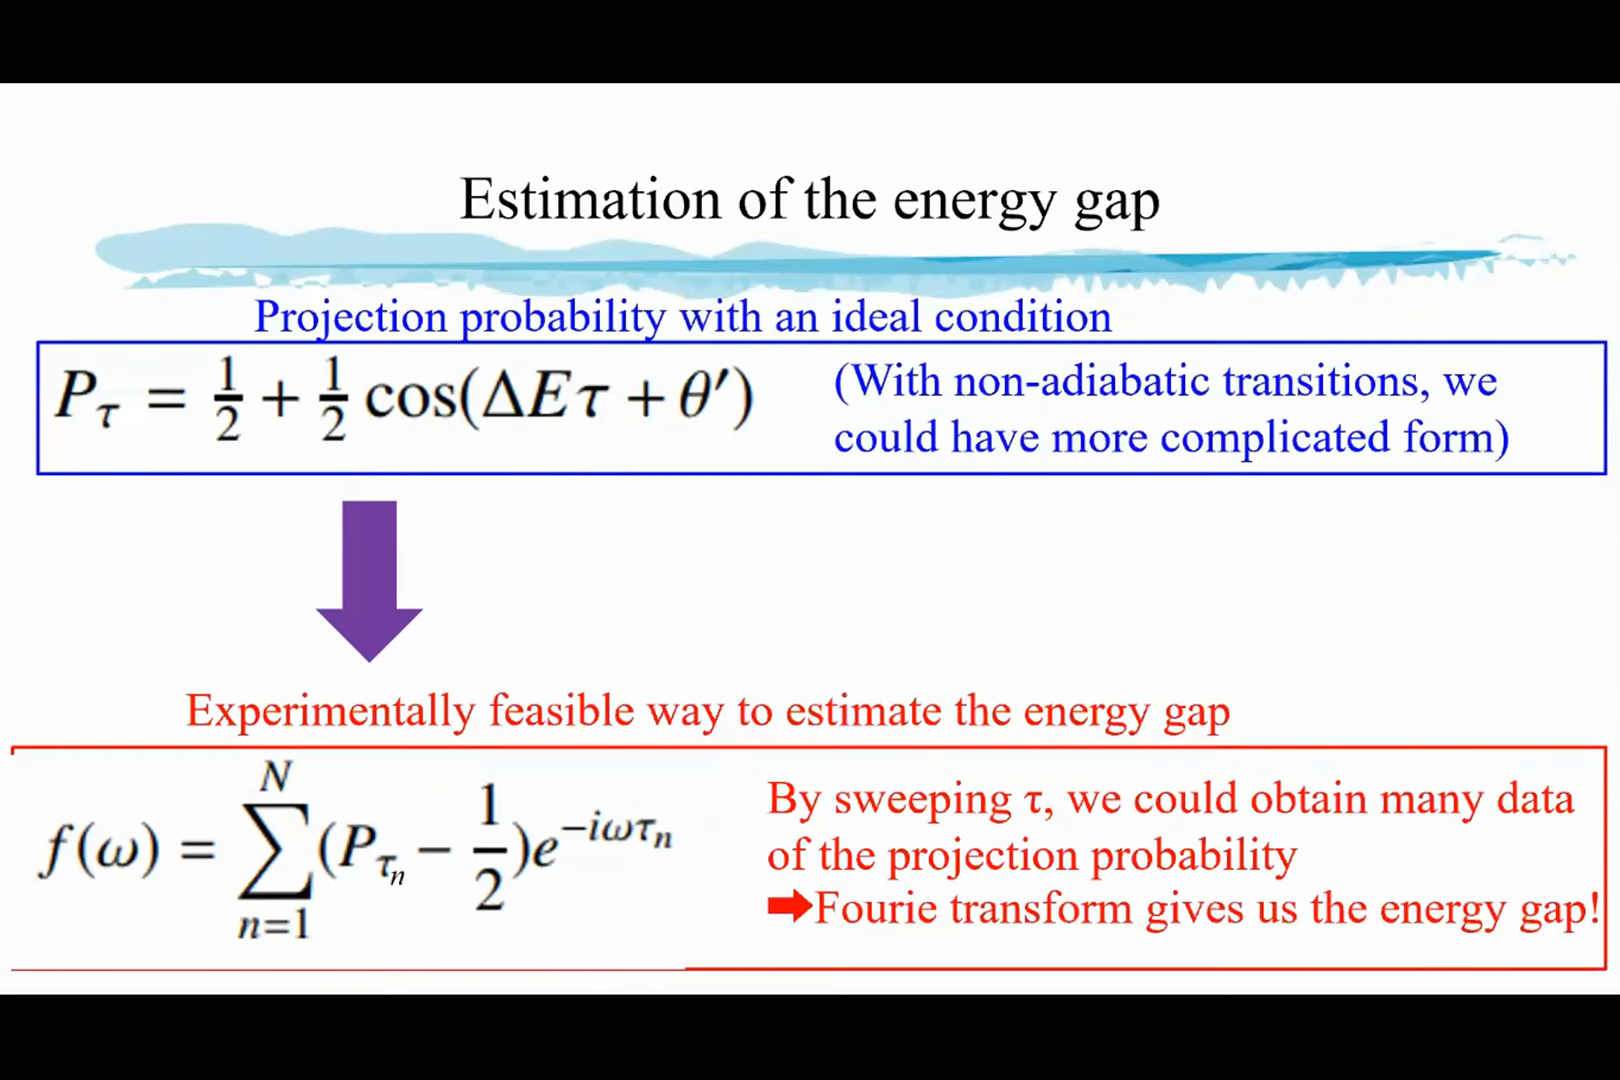 Estimation of the energy gap
Projection probability with an ideal condition
P_τ = 1/2 + 1/2 cos(ΔEτ + θ′)
(With non-adiabatic transitions, we
could have more complicated form)
Experimentally feasible way to estimate the energy gap
f(ω) = ∑_{n=1}^{N} (P_{τ_n} − 1/2)e^{−iωτ_n}
By sweeping τ, we could obtain many data
of the projection probability
➡Fourie transform gives us the energy gap!